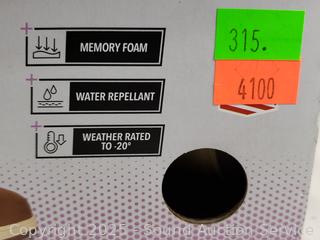 MEMORY FOAM
315.
WATER REPELLANT
4100
WEATHER RATED
TO -20°
Copyright 2025 - Sound Auction Service